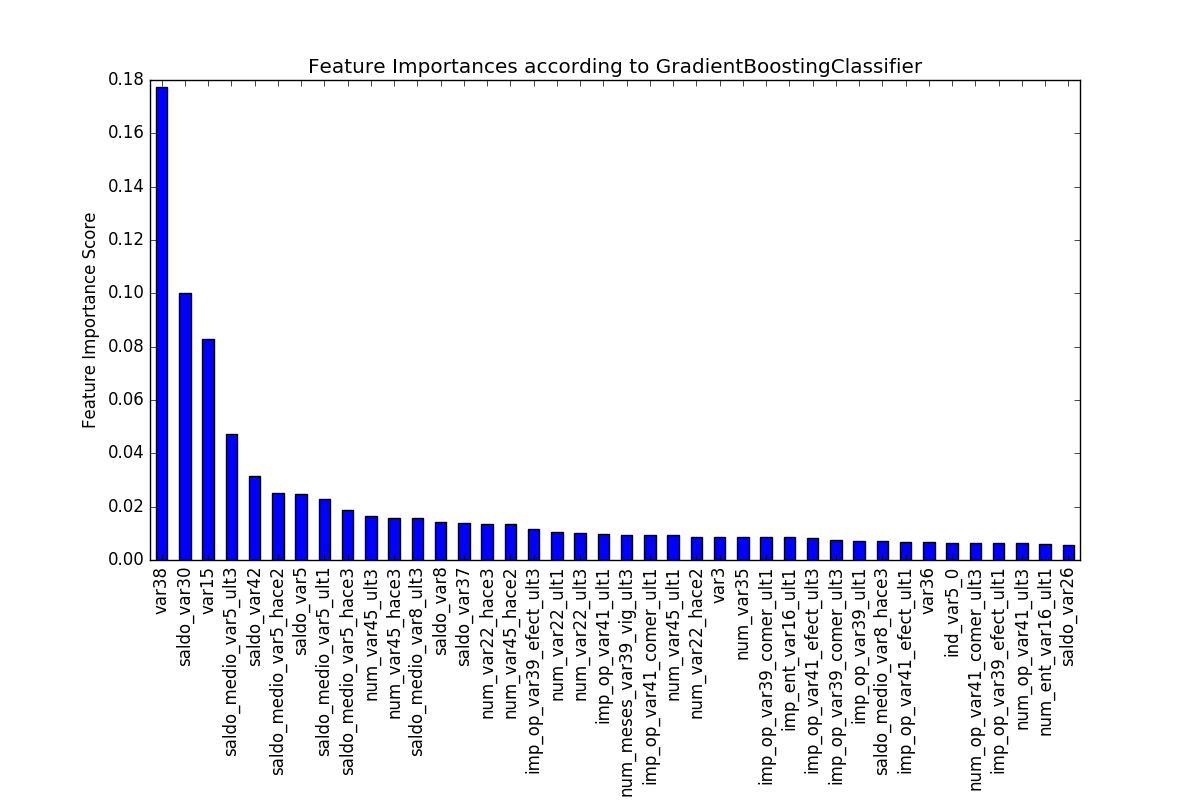 Feature Importances according to GradientBoostingClassifier
Feature Importance Score
0.18
0.16
0.14
0.12
0.10
0.08
0.06
0.04
0.02
0.00
var38
saldo_var30
var15
saldo_medio_var5_ult3
saldo_var42
saldo_medio_var5_hace2
saldo_var5
saldo_medio_var5_ult1
saldo_medio_var5_hace3
num_var45_ult3
num_var45_hace3
saldo_medio_var8_ult3
saldo_var8
saldo_var37
num_var22_hace3
num_var45_hace2
imp_op_var39_efect_ult3
num_var22_ult1
num_var22_ult3
imp_op_var41_ult1
num_meses_var39_vig_ult3
imp_op_var41_comer_ult1
num_var45_ult1
num_var22_hace2
var3
num_var35
imp_op_var39_comer_ult1
imp_ent_var16_ult1
imp_op_var41_efect_ult3
imp_op_var39_comer_ult3
imp_op_var39_ult1
saldo_medio_var8_hace3
imp_op_var41_efect_ult1
var36
ind_var5_0
num_op_var41_comer_ult3
imp_op_var39_efect_ult1
num_op_var41_ult3
num_ent_var16_ult1
saldo_var26